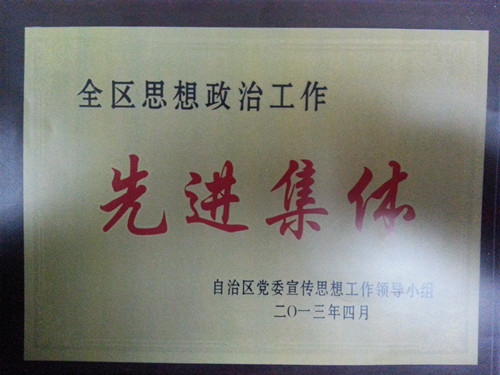 全区思想政治工作
先进集体
自治区党委宣传思想工作领导小组
二〇一三年四月